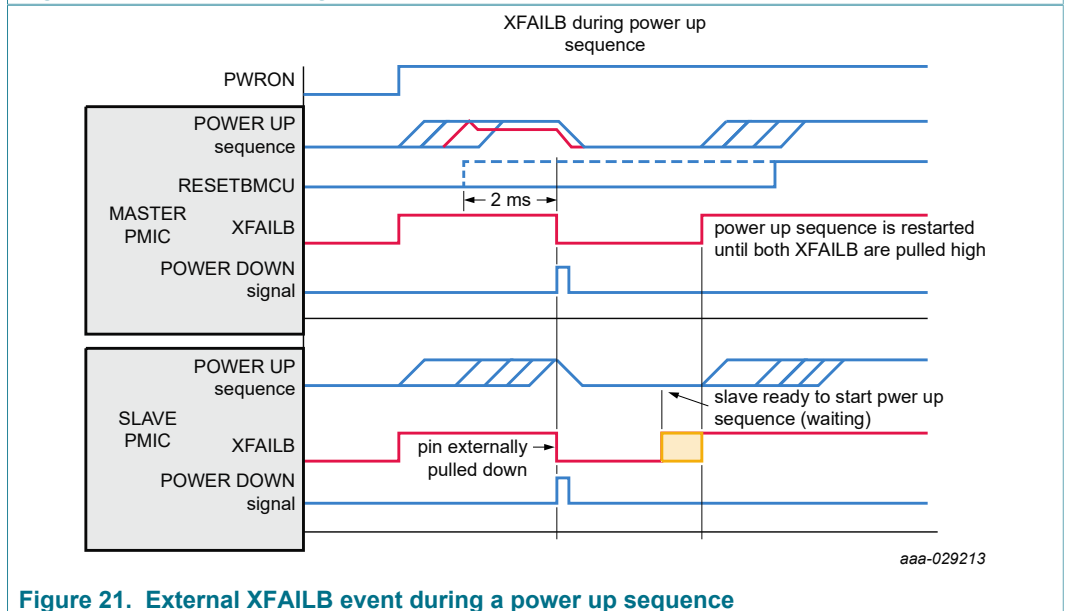 XFAILB during power up
sequence
PWRON
POWER UP
sequence
RESETBMCU
2 ms
MASTER
PMIC
XFAILB
power up sequence is restarted
until both XFAILB are pulled high
POWER DOWN
signal
POWER UP
sequence
slave ready to start pwer up
sequence (waiting)
SLAVE
PMIC
XFAILB
pin externally
pulled down
POWER DOWN
signal
aaa-029213
Figure 21. External XFAILB event during a power up sequence